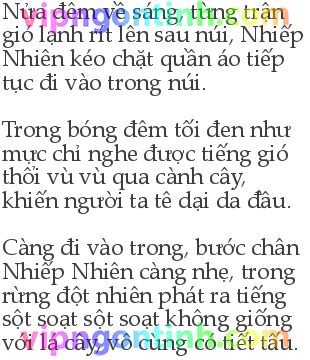 Nửa đêm về sáng, từng trận
gió lạnh rít lên sau núi, Nhiếp
Nhiên kéo chặt quần áo tiếp
tục đi vào trong núi.
Trong bóng đêm tối đen như
mực chỉ nghe được tiếng gió
thổi vù vù qua cành cây,
khiến người ta tê dại da đầu.
Càng đi vào trong, bước chân
Nhiếp Nhiên càng nhẹ, trong
rừng đột nhiên phát ra tiếng
sột soạt sột soạt không giống
với lá cây, vô cùng có tiết tấu.
vipngontinh.com
vipngontinh.com